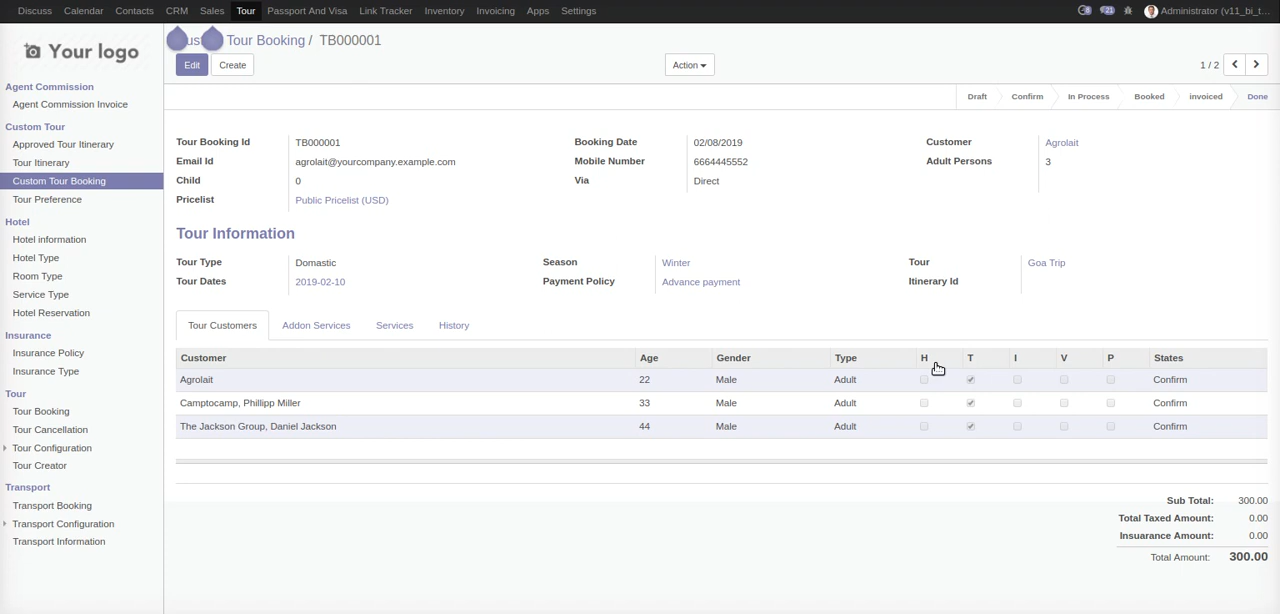 Discuss Calendar Contacts CRM Sales Tour Passport And Visa Link Tracker Inventory Invoicing Apps Settings 8 21 Administrator (v11_bi_t...
Your logo
Tour Booking / TB000001
Edit Create Action 1 / 2
Draft Confirm In Process Booked invoiced Done
Agent Commission
Agent Commission Invoice
Custom Tour
Approved Tour Itinerary
Tour Itinirary
Custom Tour Booking
Tour Preference
Hotel
Hotel information
Hotel Type
Room Type
Service Type
Hotel Reservation
Insurance
Insurance Policy
Insurance Type
Tour
Tour Booking
Tour Cancellation
Tour Configuration
Tour Creator
Transport
Transport Booking
Transport Configuration
Transport Information
Tour Booking Id TB000001 Booking Date 02/08/2019 Customer Agrolait
Email Id agrolait@yourcompany.example.com Mobile Number 6664445552 Adult Persons 3
Child 0 Via Direct
Pricelist Public Pricelist (USD)
Tour Information
Tour Type Domastic Season Winter Tour Goa Trip
Tour Dates 2019-02-10 Payment Policy Advance payment Itinerary Id
Tour Customers Addon Services Services History
Customer Age Gender Type H T I V P States
Agrolait 22 Male Adult Confirm
Camptocamp, Phillipp Miller 33 Male Adult Confirm
The Jackson Group, Daniel Jackson 44 Male Adult Confirm
Sub Total: 300.00
Total Taxed Amount: 0.00
Insuarance Amount: 0.00
Total Amount: 300.00